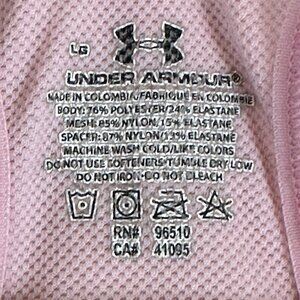 LG
UNDER ARMOUR®
MADE IN COLOMBIA/FABRIQUE EN COLOMBIE
BODY: 76% POLYESTER/24% ELASTANE
MESH: 85% NYLON/15% ELASTANE
SPACER: 87% NYLON/13% ELASTANE
MACHINE WASH COLD/LIKE COLORS
DO NOT USE SOFTENERS/TUMBLE DRY LOW
DO NOT IRON·DO NOT BLEACH
RN# 96510
CA# 41095